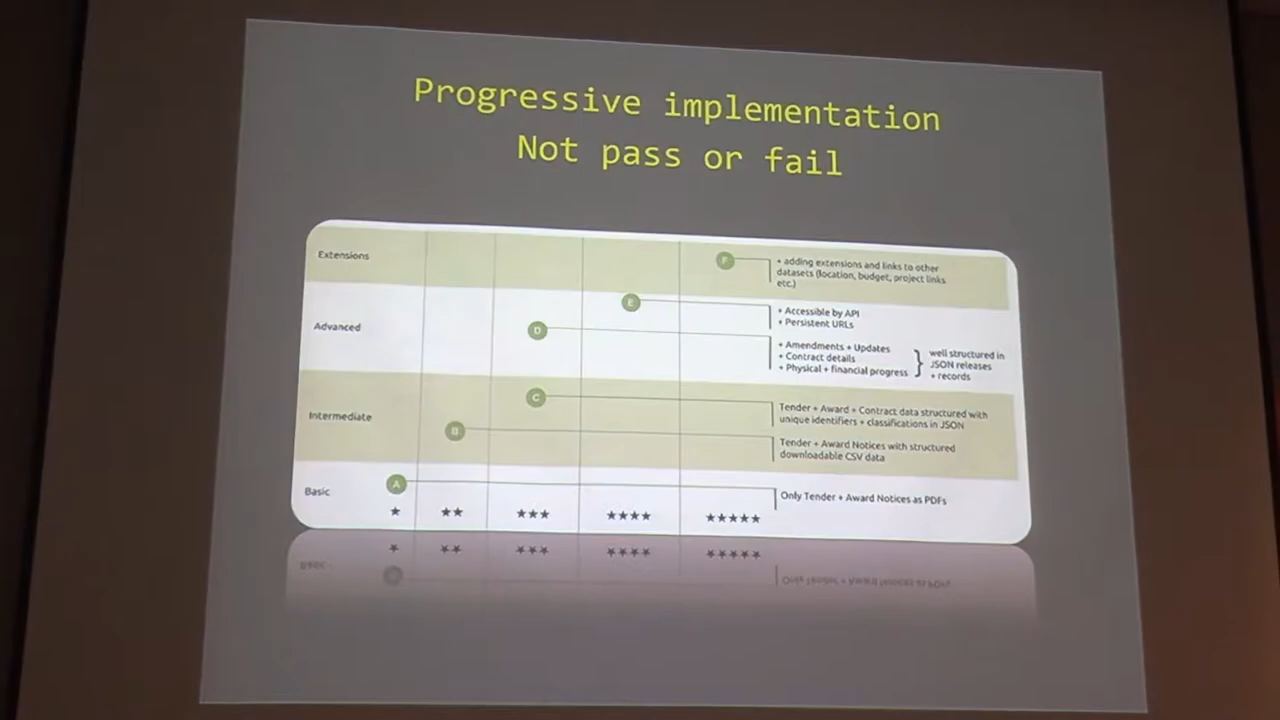 Progressive implementation
Not pass or fail
Extensions
F
+ adding extensions and links to other
datasets (location, budget, project links
etc.)
E
+ Accessible by API
+ Persistent URLs
Advanced
D
+ Amendments + Updates
+ Contract details
+ Physical + financial progress
} well structured in
JSON releases
+ records
C
Tender + Award + Contract data structured with
unique identifiers + classifications in JSON
Intermediate
B
Tender + Award Notices with structured
downloadable CSV data
Basic
A
Only Tender + Award Notices as PDFs
★ ★★ ★★★ ★★★★ ★★★★★